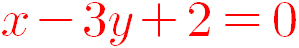 x − 3y + 2 = 0